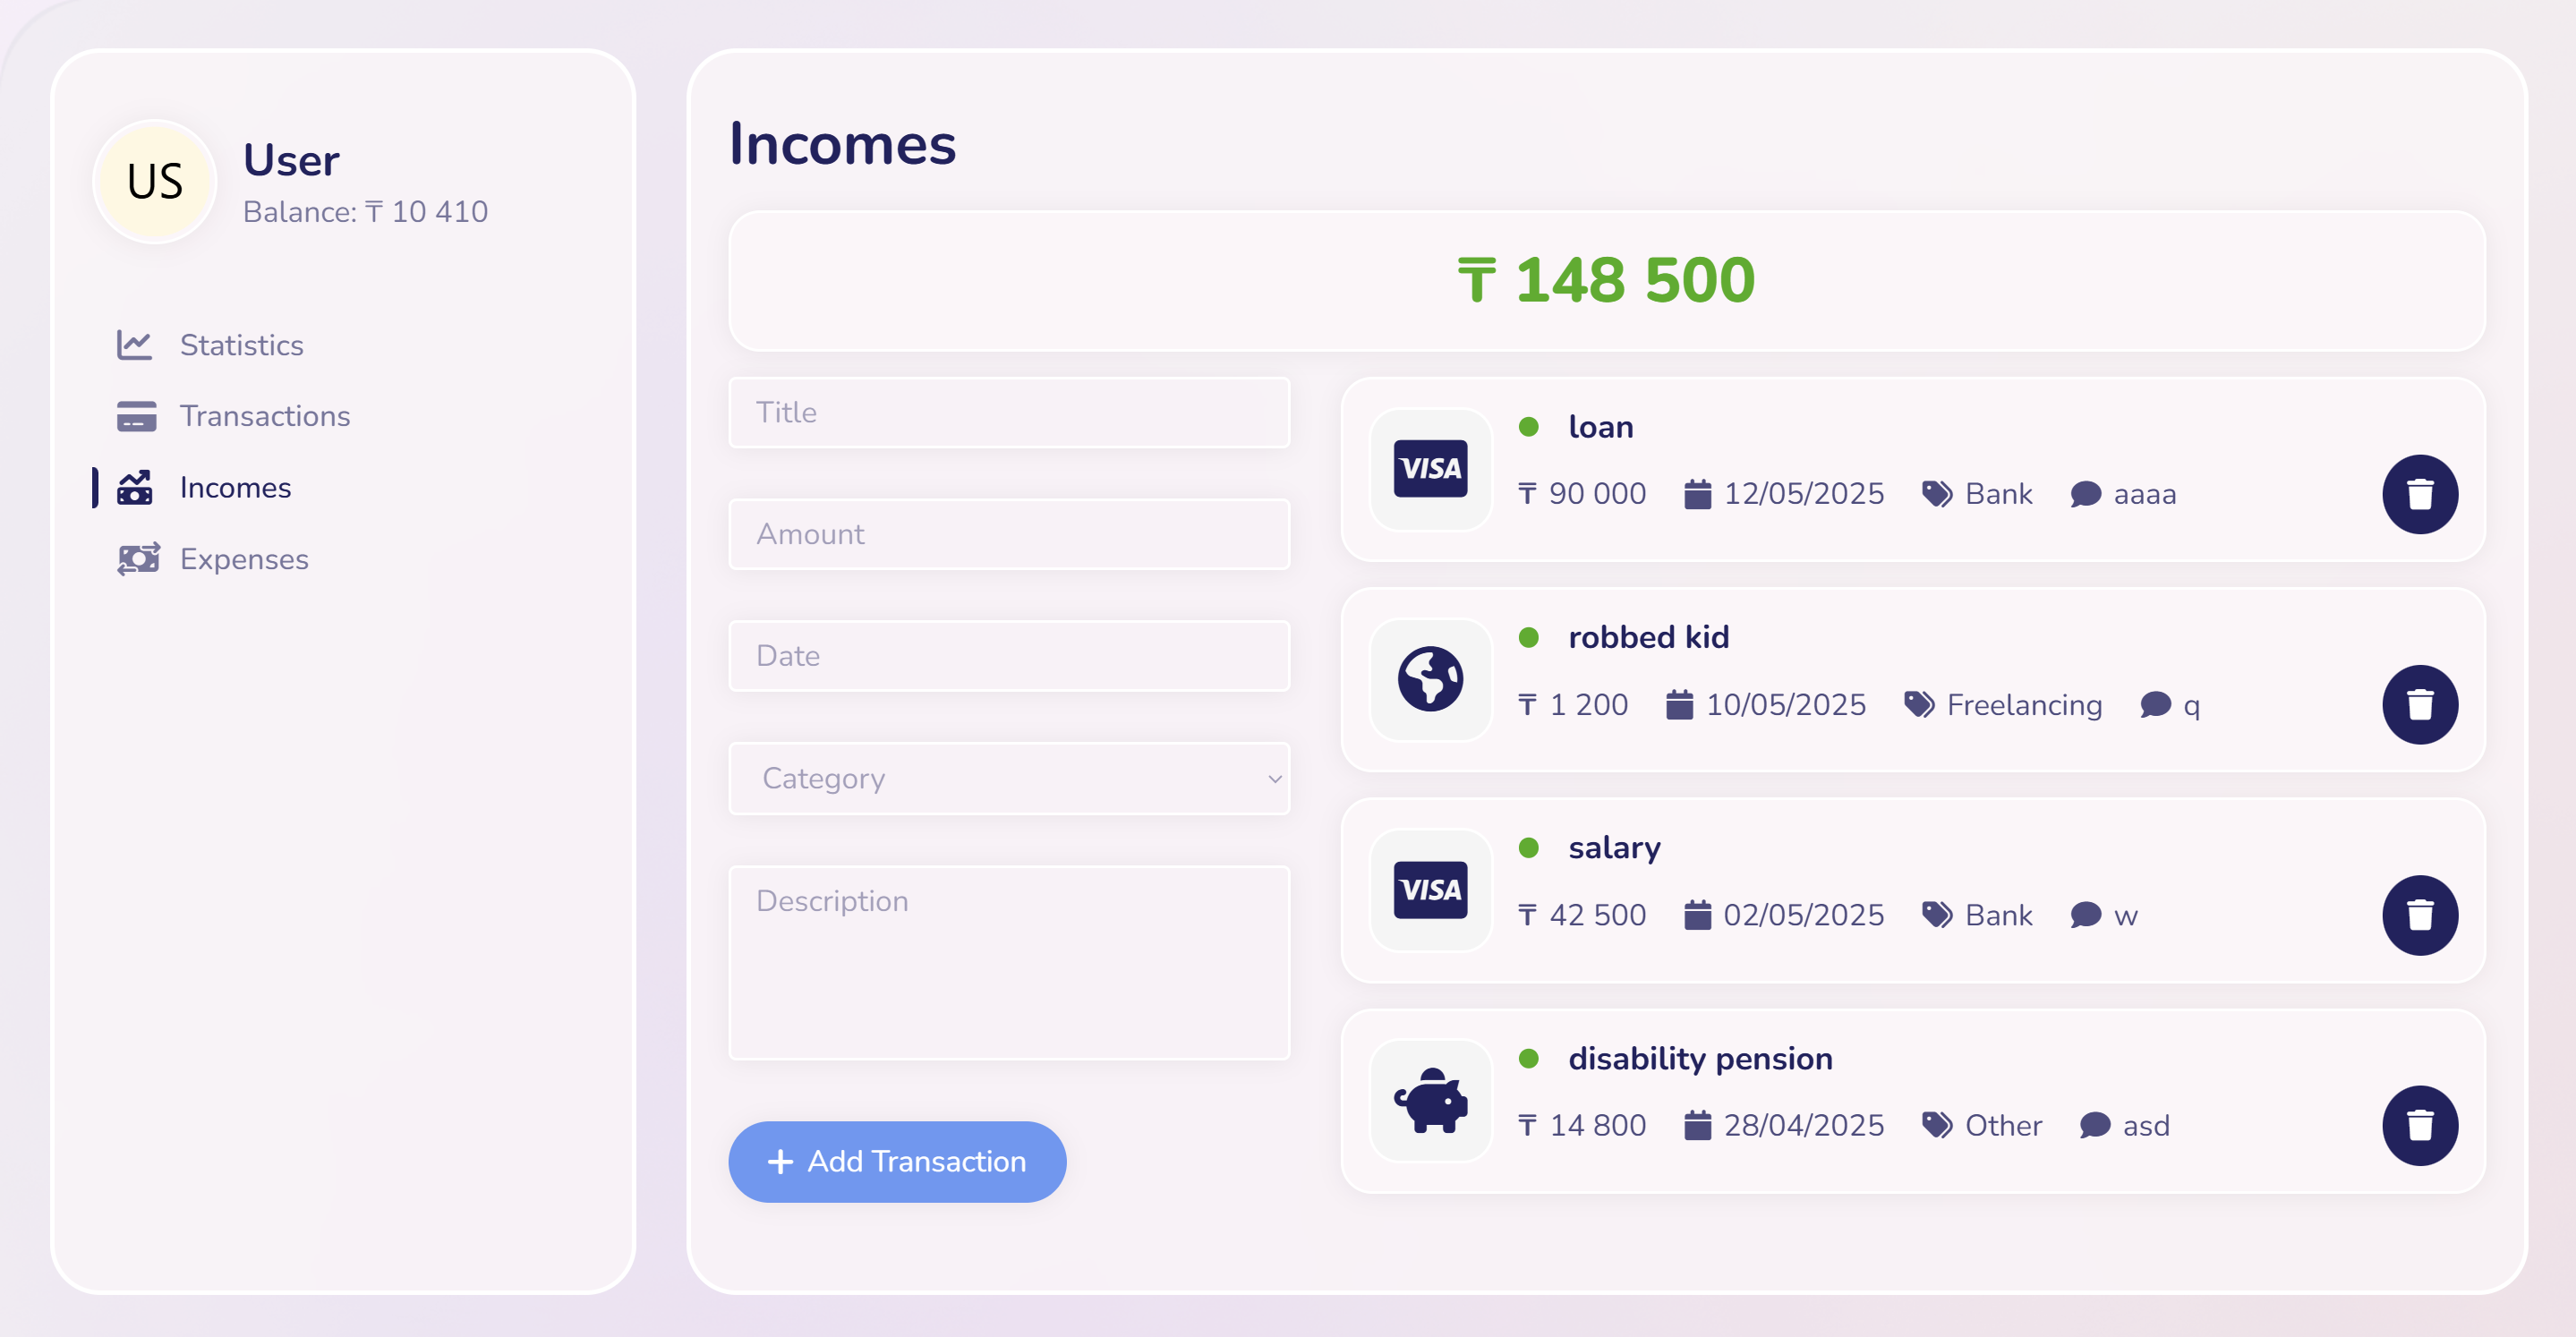 US
User
Balance: ₸ 10 410
Statistics
Transactions
Incomes
Expenses
Incomes
₸ 148 500
Title
Amount
Date
Category
Description
Add Transaction
VISA
loan
₸ 90 000 12/05/2025 Bank aaaa
robbed kid
₸ 1 200 10/05/2025 Freelancing q
VISA
salary
₸ 42 500 02/05/2025 Bank w
disability pension
₸ 14 800 28/04/2025 Other asd